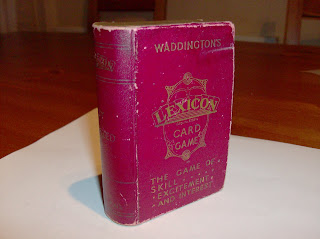 WADDINGTON'S
LEXICON
CARD
GAME
THE GAME OF
SKILL
EXCITEMENT
AND INTEREST